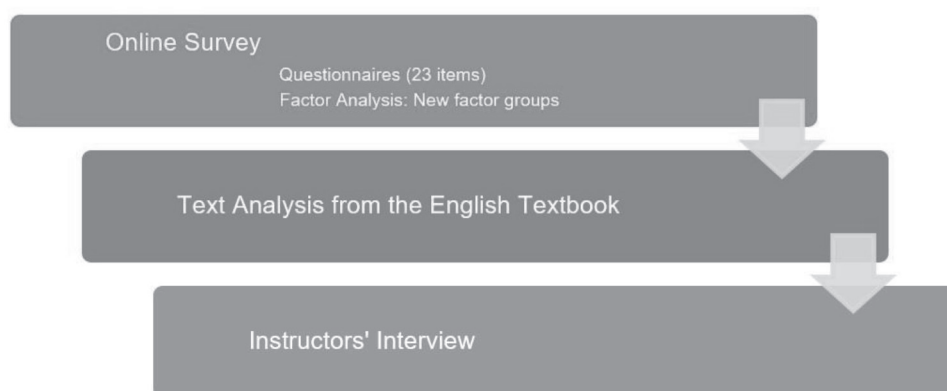 Online Survey
Questionnaires (23 items)
Factor Analysis: New factor groups
Text Analysis from the English Textbook
Instructors' Interview